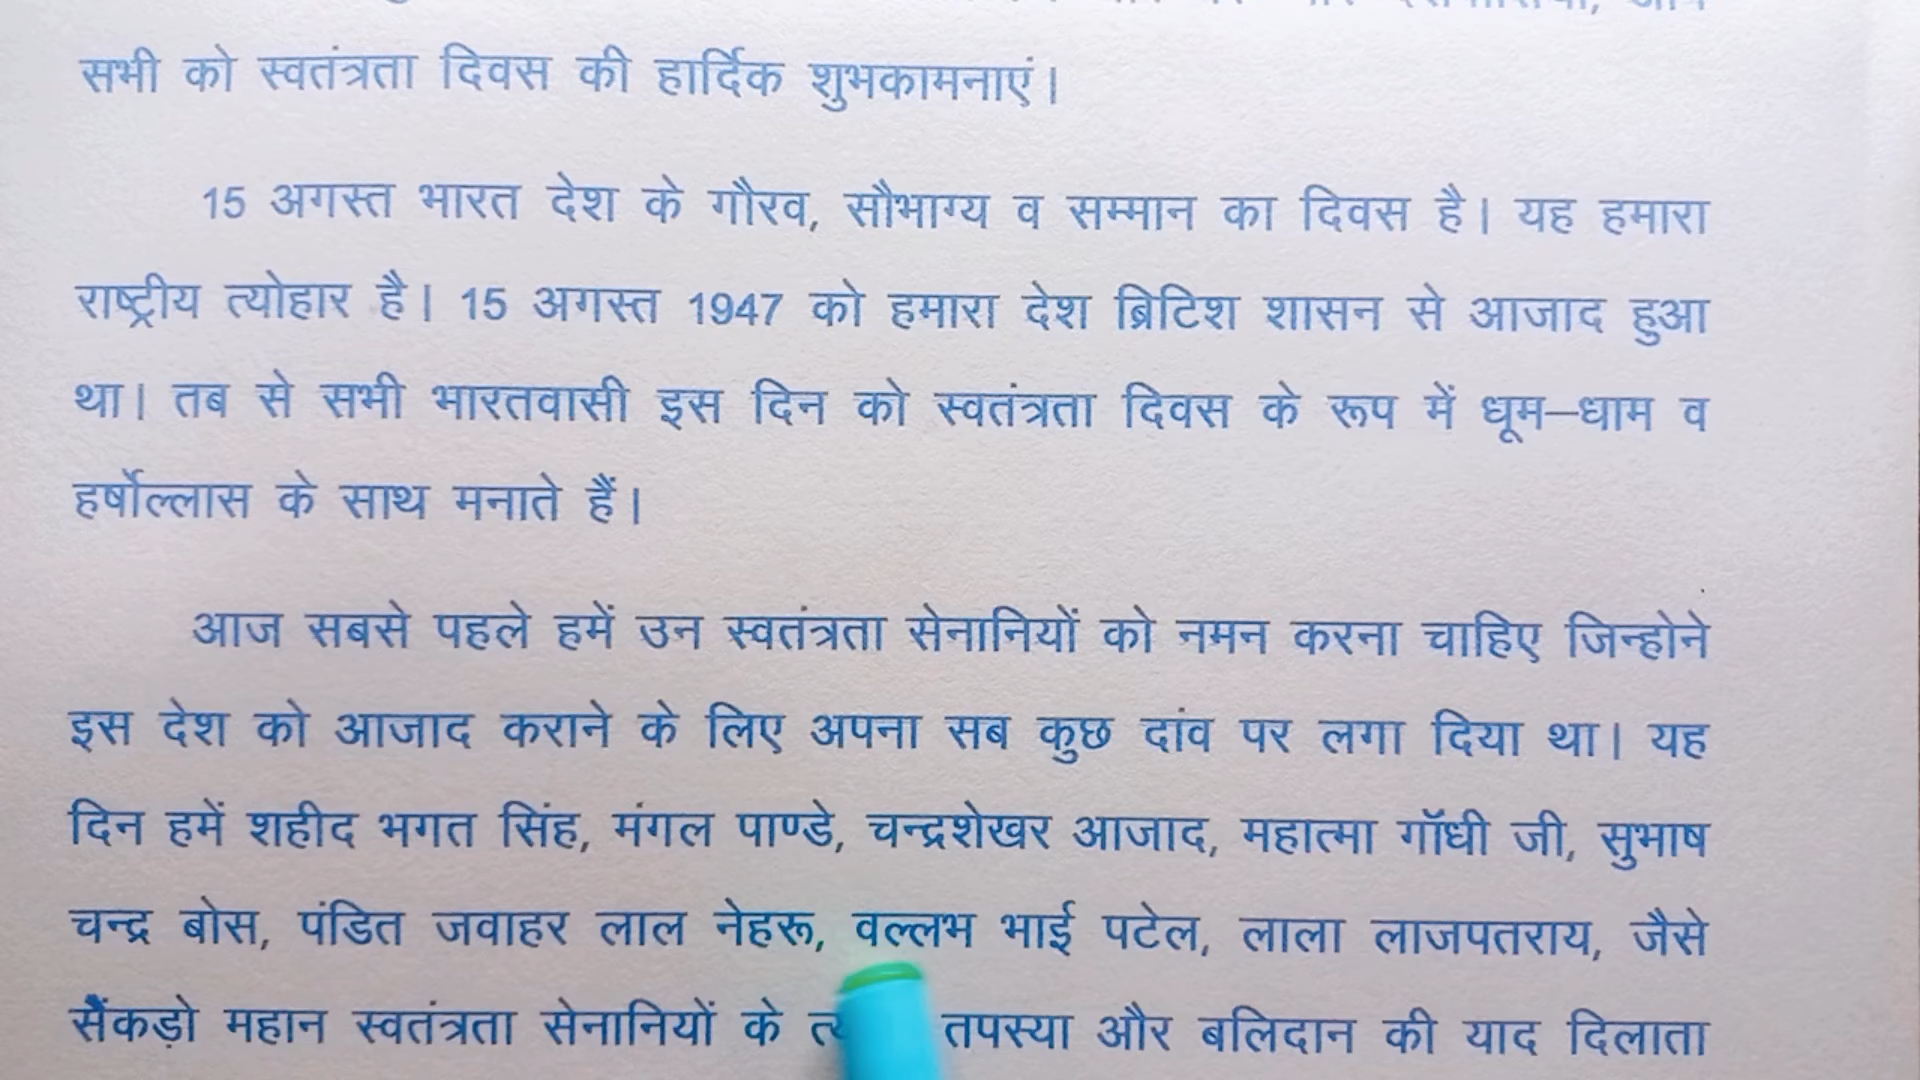 सभी को स्वतंत्रता दिवस की हार्दिक शुभकामनाएं।
15 अगस्त भारत देश के गौरव, सौभाग्य व सम्मान का दिवस है। यह हमारा
राष्ट्रीय त्योहार है। 15 अगस्त 1947 को हमारा देश ब्रिटिश शासन से आजाद हुआ
था। तब से सभी भारतवासी इस दिन को स्वतंत्रता दिवस के रूप में धूम–धाम व
हर्षोल्लास के साथ मनाते हैं।
आज सबसे पहले हमें उन स्वतंत्रता सेनानियों को नमन करना चाहिए जिन्होने
इस देश को आजाद कराने के लिए अपना सब कुछ दांव पर लगा दिया था। यह
दिन हमें शहीद भगत सिंह, मंगल पाण्डे, चन्द्रशेखर आजाद, महात्मा गॉधी जी, सुभाष
चन्द्र बोस, पंडित जवाहर लाल नेहरू, वल्लभ भाई पटेल, लाला लाजपतराय, जैसे
सैंकड़ो महान स्वतंत्रता सेनानियों के तपस्या और बलिदान की याद दिलाता